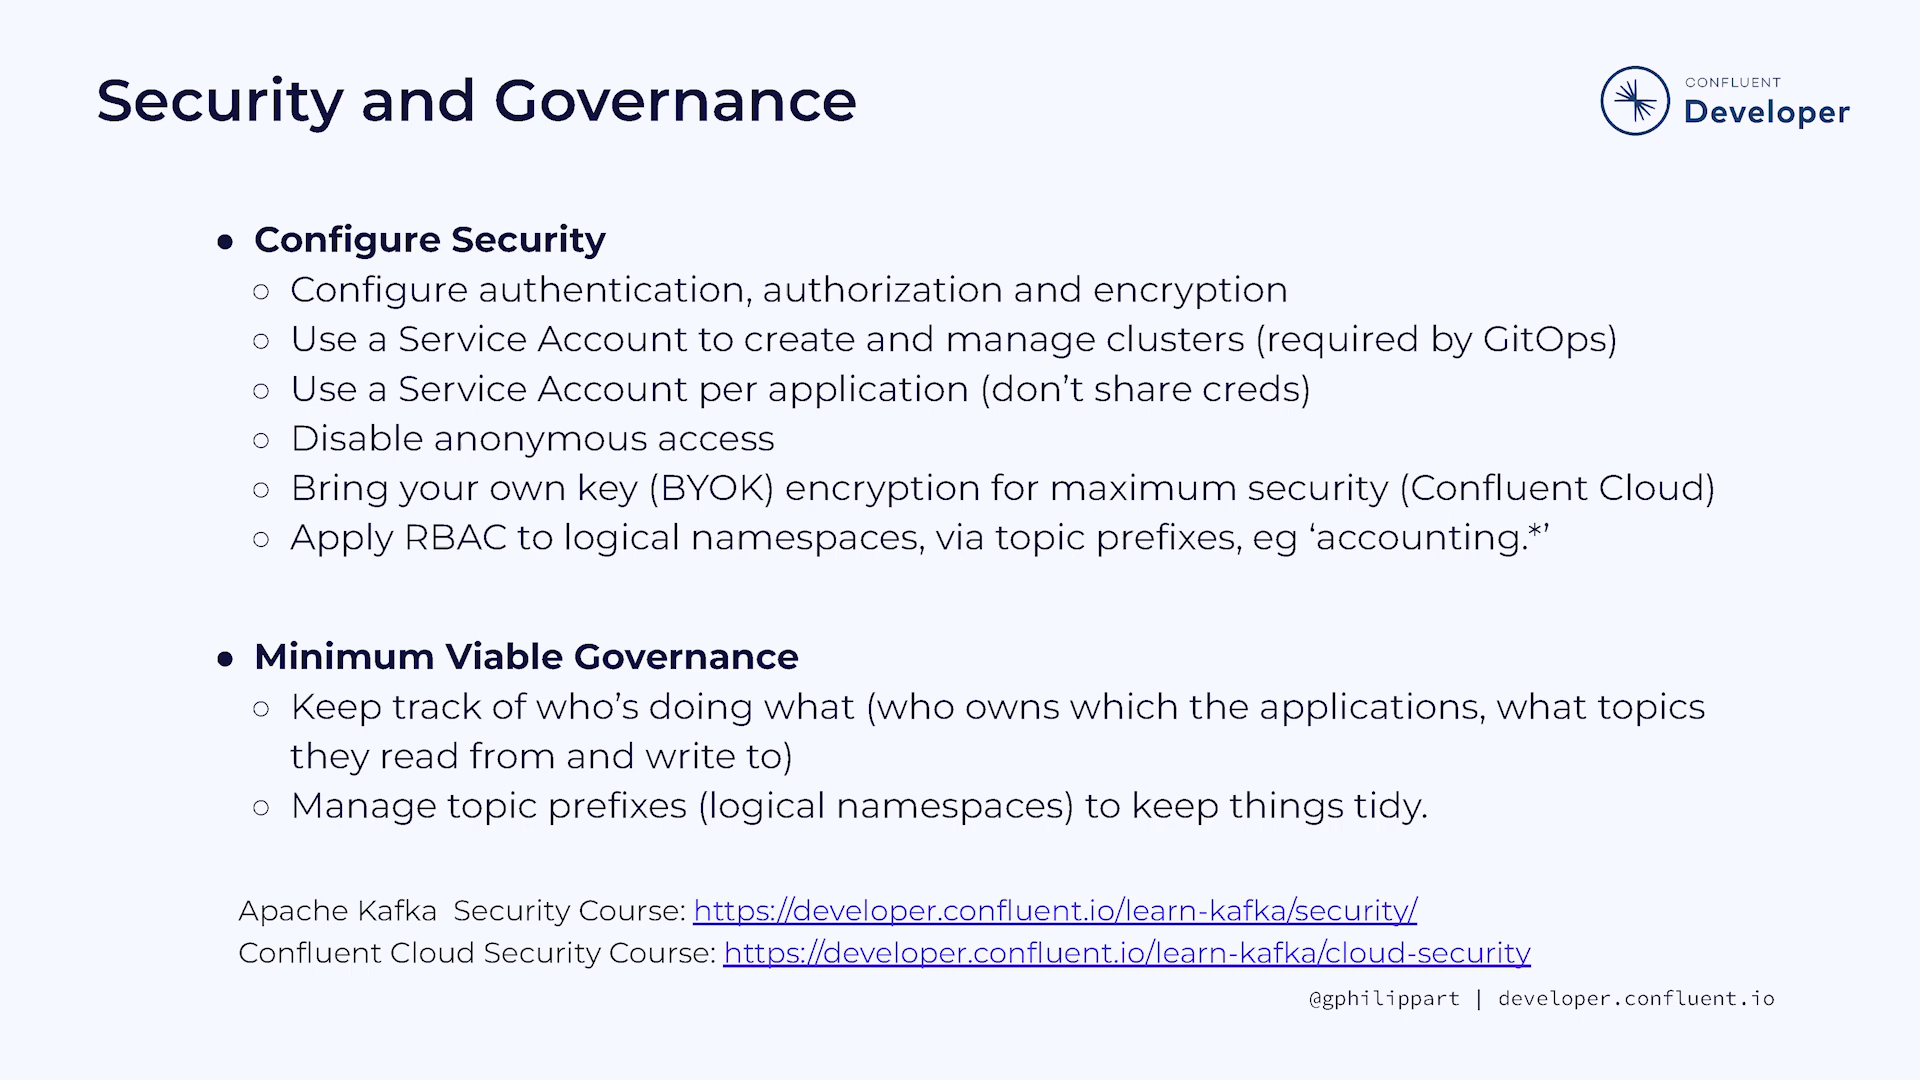 Security and Governance
CONFLUENT
Developer
● Configure Security
○ Configure authentication, authorization and encryption
○ Use a Service Account to create and manage clusters (required by GitOps)
○ Use a Service Account per application (don’t share creds)
○ Disable anonymous access
○ Bring your own key (BYOK) encryption for maximum security (Confluent Cloud)
○ Apply RBAC to logical namespaces, via topic prefixes, eg ‘accounting.*’
● Minimum Viable Governance
○ Keep track of who’s doing what (who owns which the applications, what topics
they read from and write to)
○ Manage topic prefixes (logical namespaces) to keep things tidy.
Apache Kafka  Security Course: https://developer.confluent.io/learn-kafka/security/
Confluent Cloud Security Course: https://developer.confluent.io/learn-kafka/cloud-security
@gphilippart | developer.confluent.io